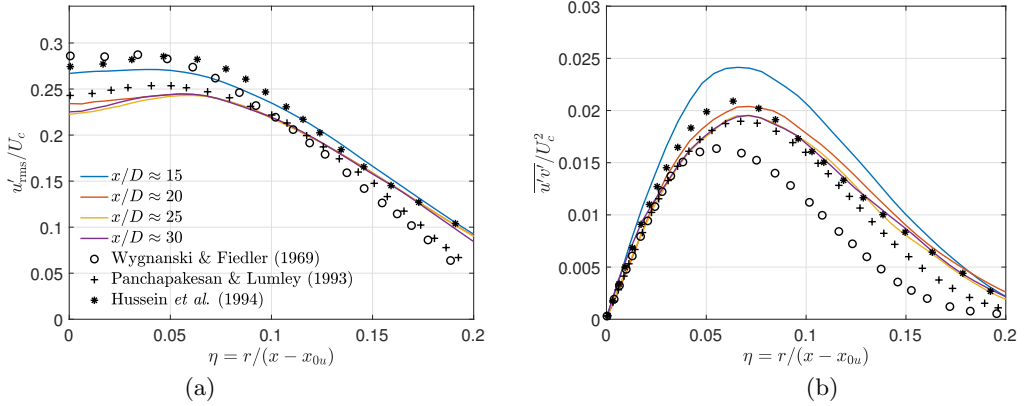 0.3
0.25
0.2
0.15
0.1
0.05
0
u′rms/Uc
0 0.05 0.1 0.15 0.2
η = r/(x − x0u)
x/D ≈ 15
x/D ≈ 20
x/D ≈ 25
x/D ≈ 30
Wygnanski & Fiedler (1969)
Panchapakesan & Lumley (1993)
Hussein et al. (1994)
(a)
0.025
0.02
0.015
0.01
0.005
0
u′v′/Uc²
0 0.05 0.1 0.15 0.2
η = r/(x − x0u)
(b)